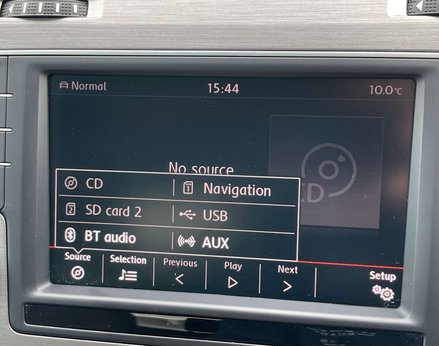 Normal 15:44 10.0°C
No source
CD Navigation
SD card 2 USB
BT audio AUX
Source Selection Previous Play Next Setup